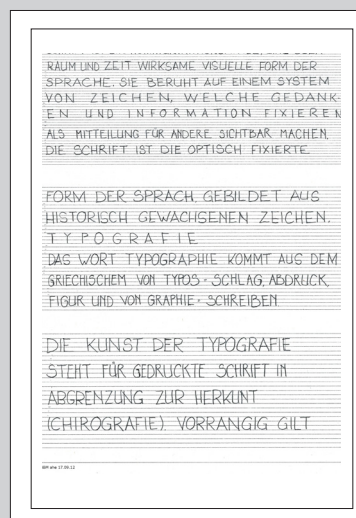 RAUM UND ZEIT WIRKSAME VISUELLE FORM DER
SPRACHE. SIE BERUHT AUF EINEM SYSTEM
VON ZEICHEN, WELCHE GEDANK-
EN UND INFORMATION FIXIEREN
ALS MITTEILUNG FÜR ANDERE SICHTBAR MACHEN.
DIE SCHRIFT IST DIE OPTISCH FIXIERTE.
FORM DER SPRACH. GEBILDET AUS
HISTORISCH GEWACHSENEN ZEICHEN.
TYPOGRAFIE
DAS WORT TYPOGRAPHIE KOMMT AUS DEM
GRIECHISCHEM VON TYPOS = SCHLAG, ABDRUCK,
FIGUR UND VON GRAPHIE = SCHREIBEN
DIE KUNST DER TYPOGRAFIE
STEHT FÜR GEDRUCKTE SCHRIFT IN
ABGRENZUNG ZUR HERKUNT
(CHIROGRAFIE). VORRANGIG GILT